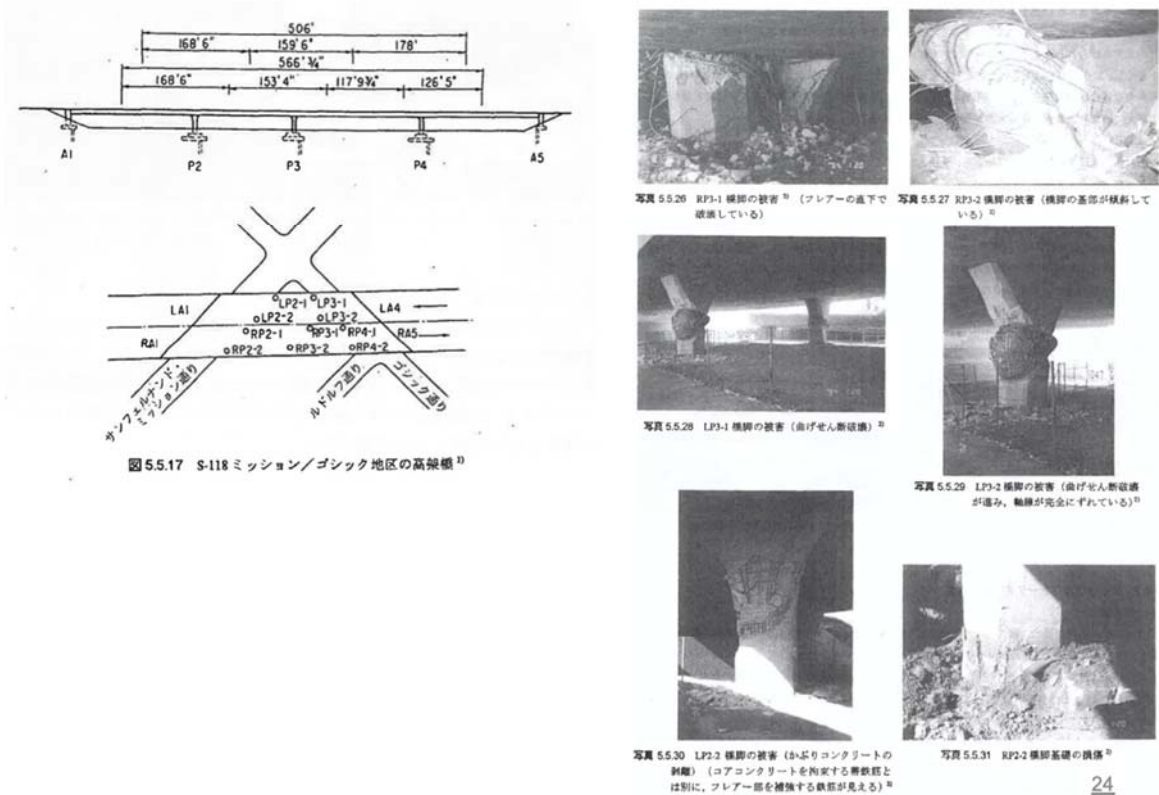 506'
168'6" 159'6" 178'
566'¾"
168'6" 153'4" 117'9¾" 126'5"
A1 P2 P3 P4 A5
LP2-1 LP3-1
LA1 LA4
LP2-2 LP3-2
RP2-1 RP3-1 RP4-1 RA5
RA1
RP2-2 RP3-2 RP4-2
サンフェルナンド・
ミッション通り
ルドルフ通り
ゴシック通り
図5.5.17 S-118ミッション/ゴシック地区の高架橋
写真 5.5.26 RP3-1 橋脚の被害 (フレアーの直下で
破壊している)
写真 5.5.27 RP3-2 橋脚の被害(橋脚の基部が傾斜して
いる)
写真 5.5.28 LP3-1 橋脚の被害(曲げせん断破壊)
写真 5.5.29 LP3-2 橋脚の被害(曲げせん断破壊
が進み,軸線が完全にずれている)
写真 5.5.30 LP2-2 橋脚の被害(かぶりコンクリートの
剥離)(コアコンクリートを拘束する帯鉄筋と
は別に,フレアー部を補強する鉄筋が見える)
写真 5.5.31 RP2-2 橋脚基礎の損傷
24